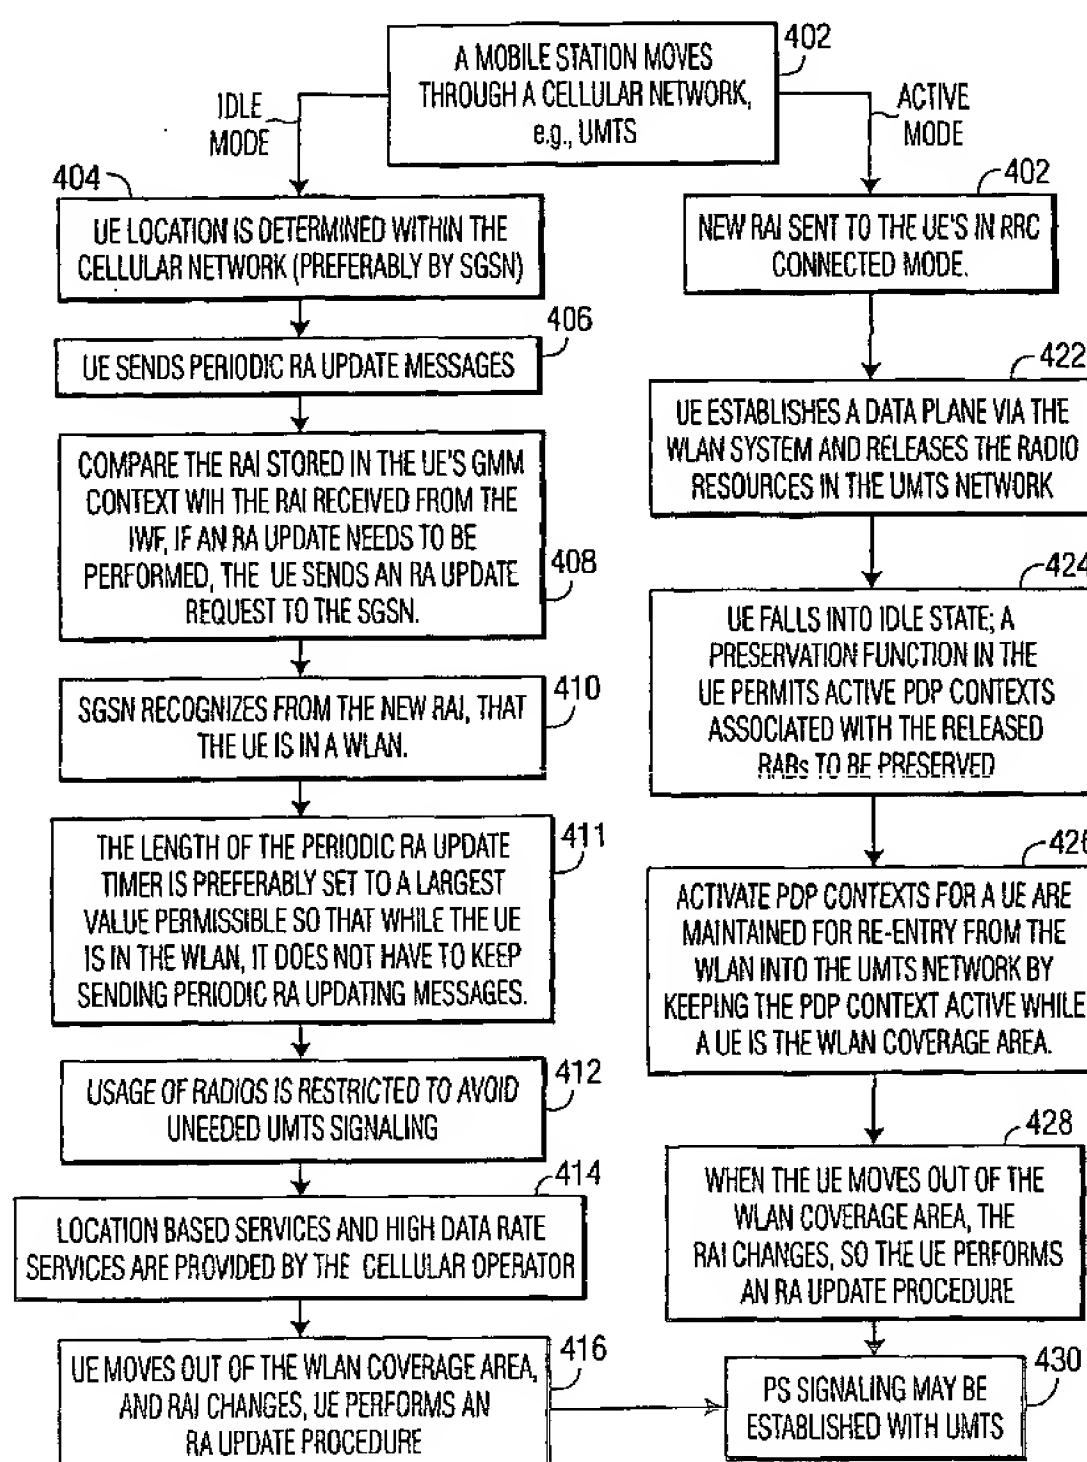 402
A MOBILE STATION MOVES
THROUGH A CELLULAR NETWORK,
e.g., UMTS
IDLE
MODE
ACTIVE
MODE
404
UE LOCATION IS DETERMINED WITHIN THE
CELLULAR NETWORK (PREFERABLY BY SGSN)
406
UE SENDS PERIODIC RA UPDATE MESSAGES
COMPARE THE RAI STORED IN THE UE'S GMM
CONTEXT WIH THE RAI RECEIVED FROM THE
IWF, IF AN RA UPDATE NEEDS TO BE
PERFORMED, THE UE SENDS AN RA UPDATE
REQUEST TO THE SGSN.
408
410
SGSN RECOGNIZES FROM THE NEW RAI, THAT
THE UE IS IN A WLAN.
411
THE LENGTH OF THE PERIODIC RA UPDATE
TIMER IS PREFERABLY SET TO A LARGEST
VALUE PERMISSIBLE SO THAT WHILE THE UE
IS IN THE WLAN, IT DOES NOT HAVE TO KEEP
SENDING PERIODIC RA UPDATING MESSAGES.
412
USAGE OF RADIOS IS RESTRICTED TO AVOID
UNEEDED UMTS SIGNALING
414
LOCATION BASED SERVICES AND HIGH DATA RATE
SERVICES ARE PROVIDED BY THE CELLULAR OPERATOR
416
UE MOVES OUT OF THE WLAN COVERAGE AREA,
AND RAI CHANGES, UE PERFORMS AN
RA UPDATE PROCEDURE
402
NEW RAI SENT TO THE UE'S IN RRC
CONNECTED MODE.
422
UE ESTABLISHES A DATA PLANE VIA THE
WLAN SYSTEM AND RELEASES THE RADIO
RESOURCES IN THE UMTS NETWORK
424
UE FALLS INTO IDLE STATE; A
PRESERVATION FUNCTION IN THE
UE PERMITS ACTIVE PDP CONTEXTS
ASSOCIATED WITH THE RELEASED
RABs TO BE PRESERVED
426
ACTIVATE PDP CONTEXTS FOR A UE ARE
MAINTAINED FOR RE-ENTRY FROM THE
WLAN INTO THE UMTS NETWORK BY
KEEPING THE PDP CONTEXT ACTIVE WHILE
A UE IS THE WLAN COVERAGE AREA.
428
WHEN THE UE MOVES OUT OF THE
WLAN COVERAGE AREA, THE
RAI CHANGES, SO THE UE PERFORMS
AN RA UPDATE PROCEDURE
430
PS SIGNALING MAY BE
ESTABLISHED WITH UMTS